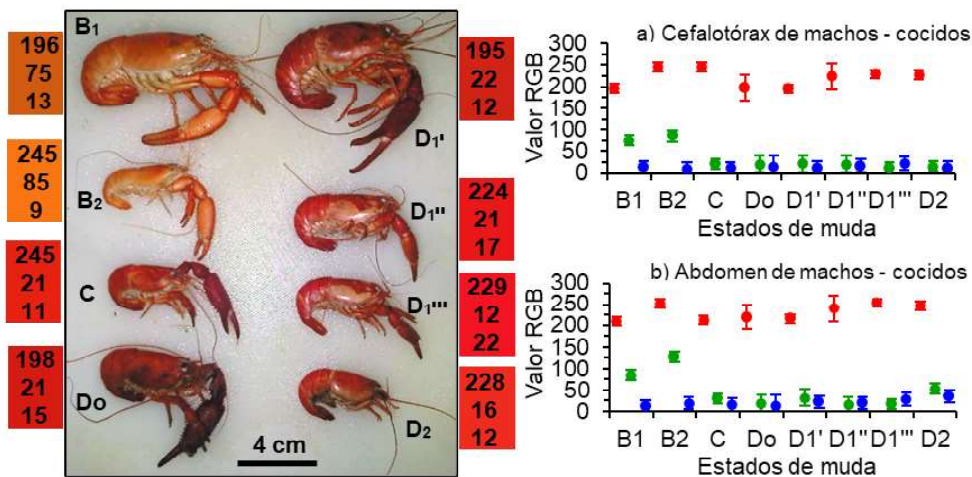 B1
196
75
13
195
22
12
D1'
245
85
9
B2
D1''
224
21
17
245
21
11
C
D1'''
229
12
22
198
21
15
Do
D2
228
16
12
4 cm
a) Cefalotórax de machos - cocidos
Valor RGB
300
250
200
150
100
50
0
B1 B2 C Do D1' D1'' D1''' D2
Estados de muda
b) Abdomen de machos - cocidos
Valor RGB
300
250
200
150
100
50
0
B1 B2 C Do D1' D1'' D1''' D2
Estados de muda